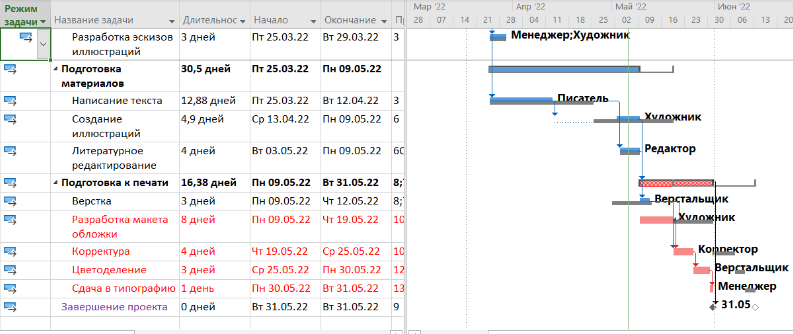 Режим задачи Название задачи Длительнос Начало Окончание Пр
Мар '22 Апр '22 Май '22 Июн '22
28 07 14 21 28 04 11 18 25 02 09 16 23 30 06 13 20
Разработка эскизов иллюстраций 3 дней Пт 25.03.22 Вт 29.03.22 3 Менеджер;Художник
Подготовка материалов 30,5 дней Пт 25.03.22 Пн 09.05.22
Написание текста 12,88 дней Пт 25.03.22 Вт 12.04.22 3 Писатель
Создание иллюстраций 4,9 дней Ср 13.04.22 Пн 09.05.22 6 Художник
Литературное редактирование 4 дней Вт 03.05.22 Пн 09.05.22 6О Редактор
Подготовка к печати 16,38 дней Пн 09.05.22 Вт 31.05.22 8;
Верстка 3 дней Пн 09.05.22 Чт 12.05.22 8; Верстальщик
Разработка макета обложки 8 дней Пн 09.05.22 Чт 19.05.22 10 Художник
Корректура 4 дней Чт 19.05.22 Ср 25.05.22 10 Корректор
Цветоделение 3 дней Ср 25.05.22 Пн 30.05.22 12 Верстальщик
Сдача в типографию 1 день Пн 30.05.22 Вт 31.05.22 13 Менеджер
Завершение проекта 0 дней Вт 31.05.22 Вт 31.05.22 9 31.05